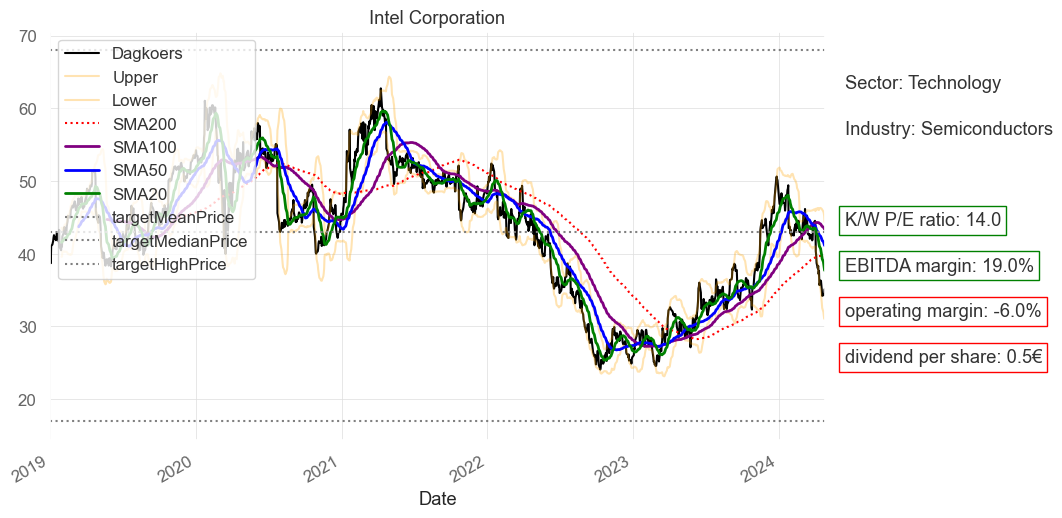 Intel Corporation
70
60
50
40
30
20
Dagkoers
Upper
Lower
SMA200
SMA100
SMA50
SMA20
targetMeanPrice
targetMedianPrice
targetHighPrice
Sector: Technology
Industry: Semiconductors
K/W P/E ratio: 14.0
EBITDA margin: 19.0%
operating margin: -6.0%
dividend per share: 0.5€
2019
2020
2021
2022
2023
2024
Date